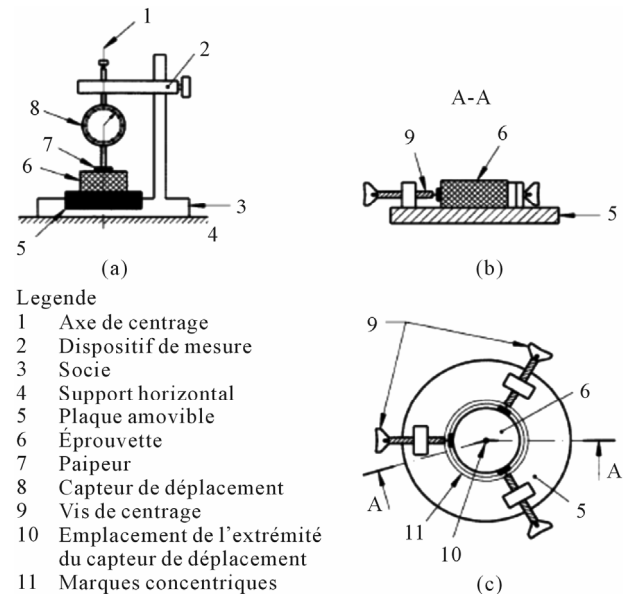 1
2
8
7
6
3
4
5
(a)
A-A
9
6
5
(b)
Legende
1 Axe de centrage
2 Dispositif de mesure
3 Socie
4 Support horizontal
5 Plaque amovible
6 Éprouvette
7 Paipeur
8 Capteur de déplacement
9 Vis de centrage
10 Emplacement de l'extrémité
du capteur de déplacement
11 Marques concentriques
9
6
A
A
5
11
10
(c)